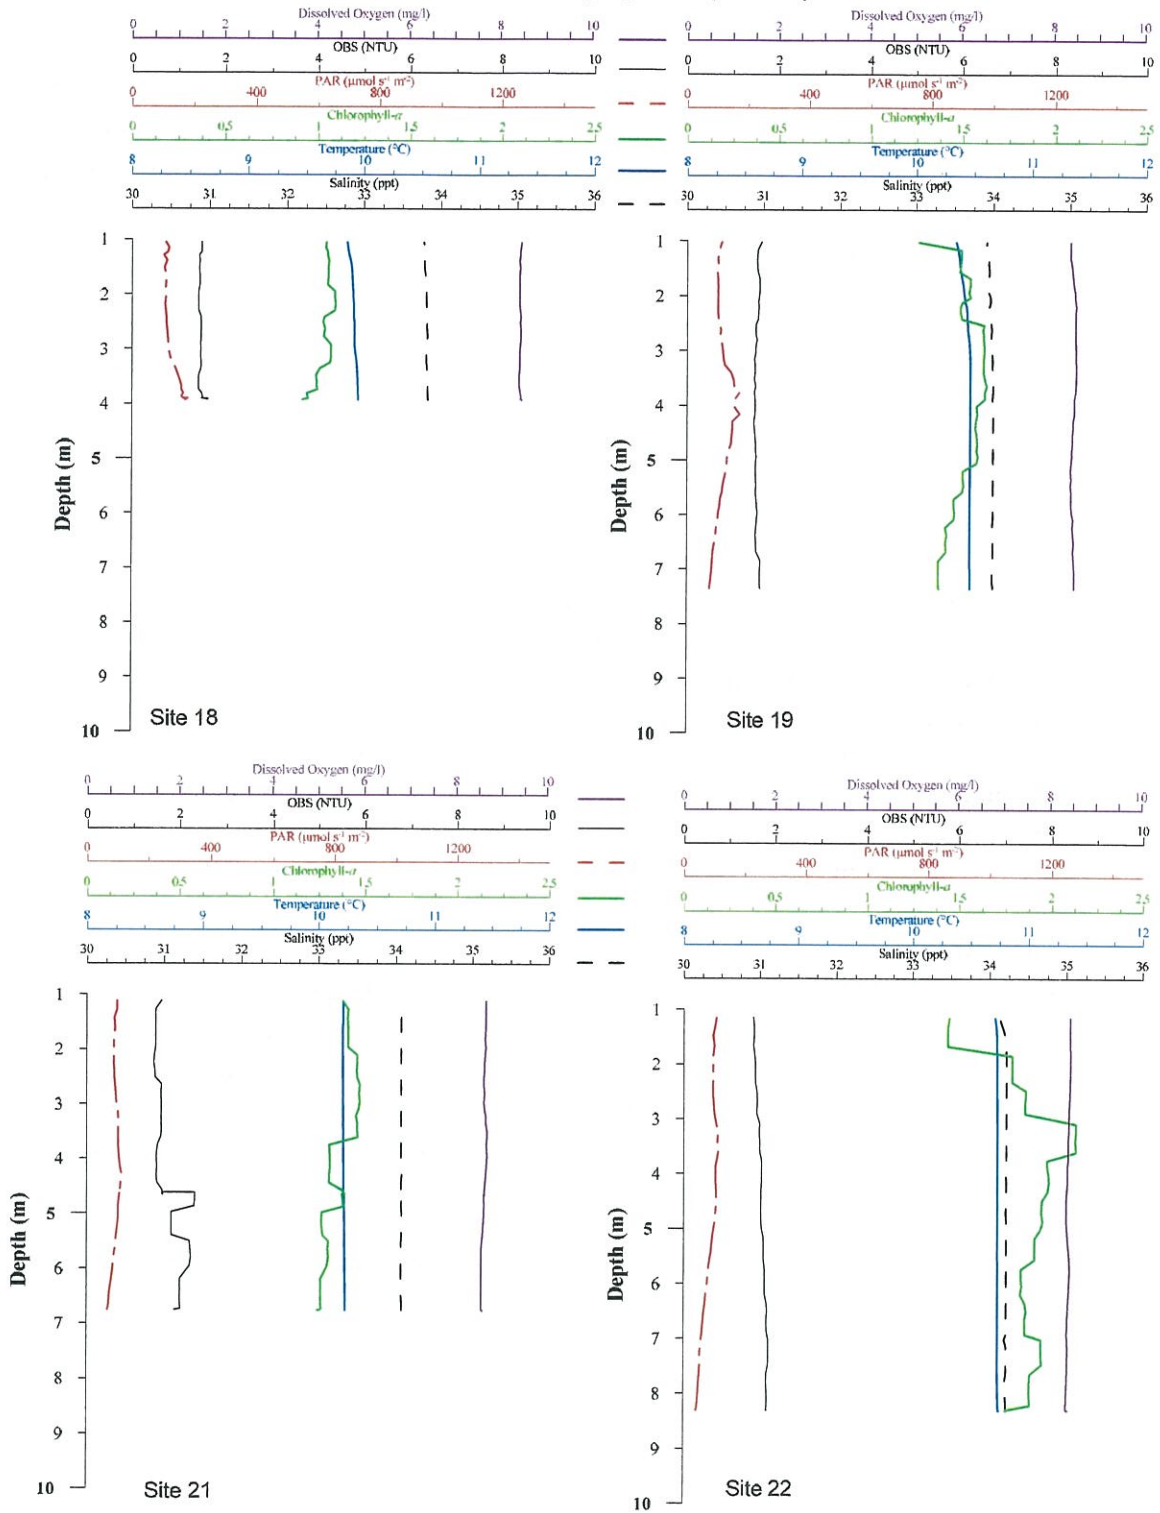 Dissolved Oxygen (mg/l)
0 2 4 6 8 10
OBS (NTU)
0 2 4 6 8 10
PAR (µmol s⁻¹ m⁻²)
0 400 800 1200
Chlorophyll-a
0 0.5 1 1.5 2 2.5
Temperature (°C)
8 9 10 11 12
Salinity (ppt)
30 31 32 33 34 35 36
Depth (m)
1
2
3
4
5
6
7
8
9
10
Site 18
Dissolved Oxygen (mg/l)
0 2 4 6 8 10
OBS (NTU)
0 2 4 6 8 10
PAR (µmol s⁻¹ m⁻²)
0 400 800 1200
Chlorophyll-a
0 0.5 1 1.5 2 2.5
Temperature (°C)
8 9 10 11 12
Salinity (ppt)
30 31 32 33 34 35 36
Depth (m)
1
2
3
4
5
6
7
8
9
10
Site 19
Dissolved Oxygen (mg/l)
0 2 4 6 8 10
OBS (NTU)
0 2 4 6 8 10
PAR (µmol s⁻¹ m⁻²)
0 400 800 1200
Chlorophyll-a
0 0.5 1 1.5 2 2.5
Temperature (°C)
8 9 10 11 12
Salinity (ppt)
30 31 32 33 34 35 36
Depth (m)
1
2
3
4
5
6
7
8
9
10
Site 21
Dissolved Oxygen (mg/l)
0 2 4 6 8 10
OBS (NTU)
0 2 4 6 8 10
PAR (µmol s⁻¹ m⁻²)
0 400 800 1200
Chlorophyll-a
0 0.5 1 1.5 2 2.5
Temperature (°C)
8 9 10 11 12
Salinity (ppt)
30 31 32 33 34 35 36
Depth (m)
1
2
3
4
5
6
7
8
9
10
Site 22